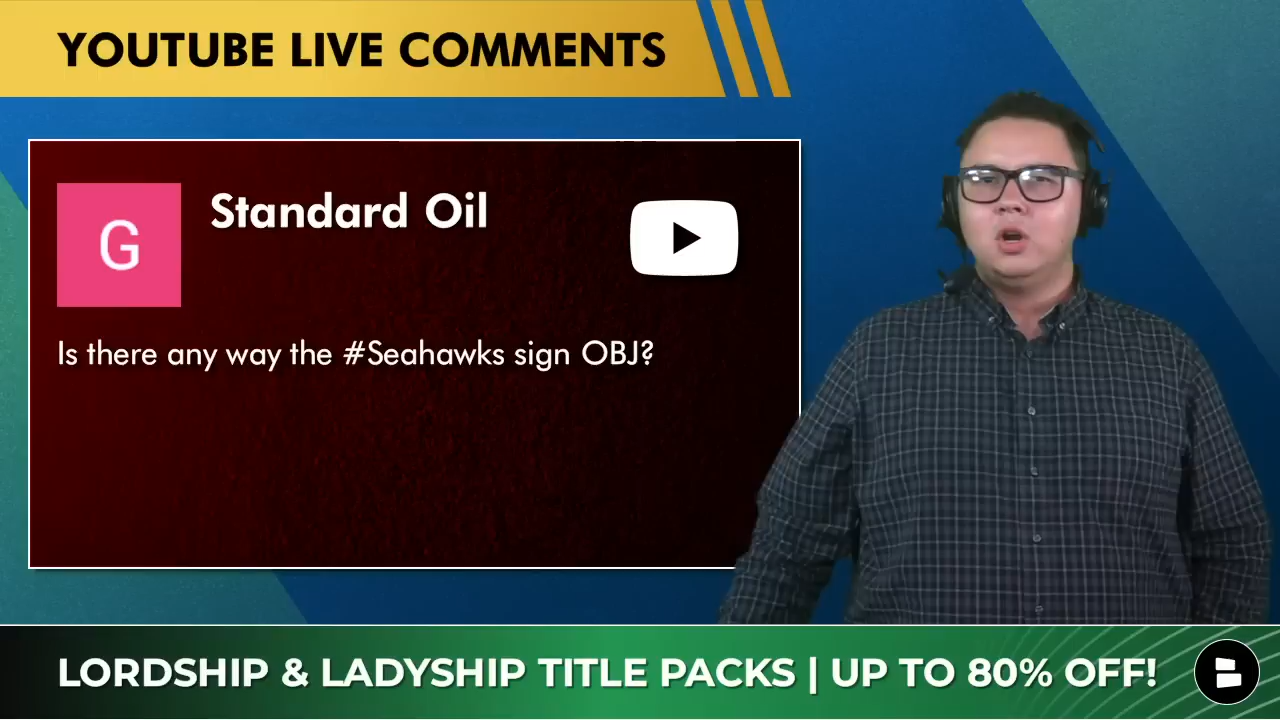 YOUTUBE LIVE COMMENTS
G
Standard Oil
Is there any way the #Seahawks sign OBJ?
LORDSHIP & LADYSHIP TITLE PACKS | UP TO 80% OFF!